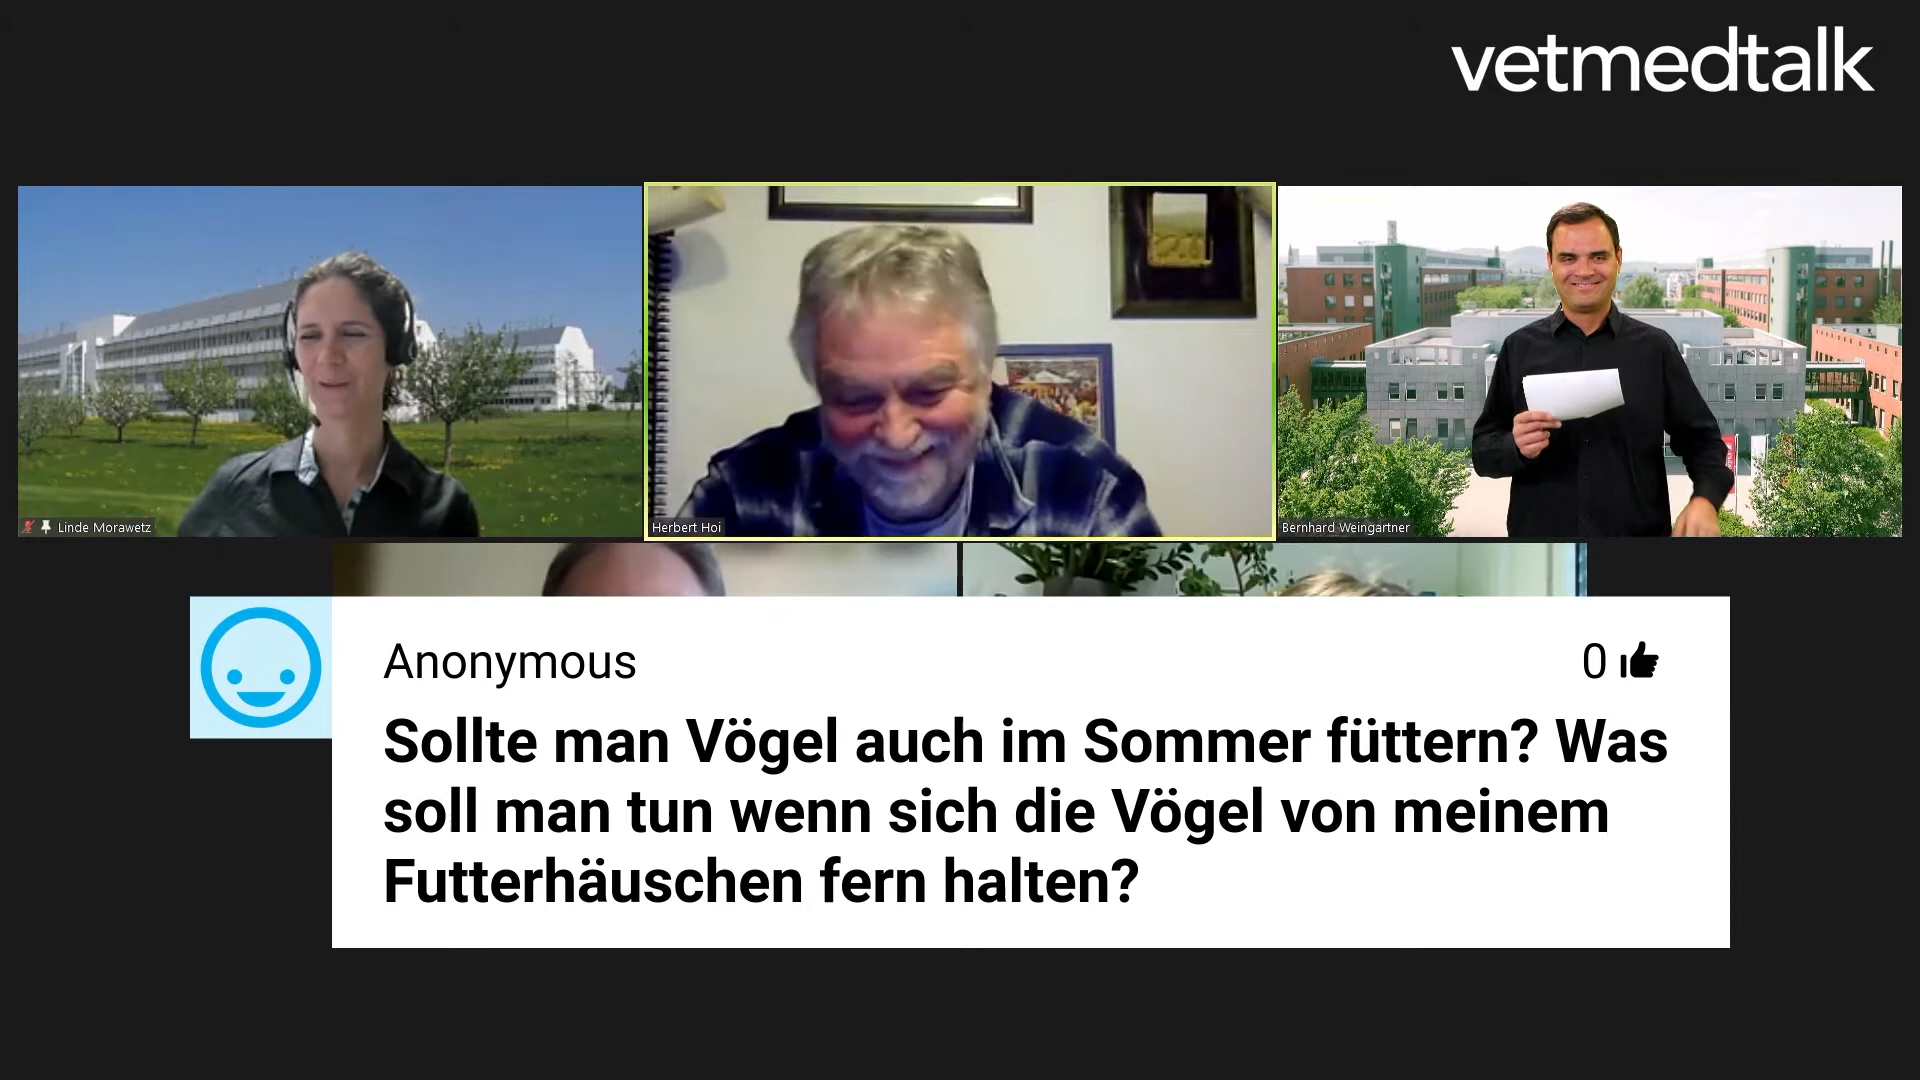 vetmedtalk
Linde Morawetz
Herbert Hoi
Bernhard Weingartner
Anonymous
0
Sollte man Vögel auch im Sommer füttern? Was
soll man tun wenn sich die Vögel von meinem
Futterhäuschen fern halten?